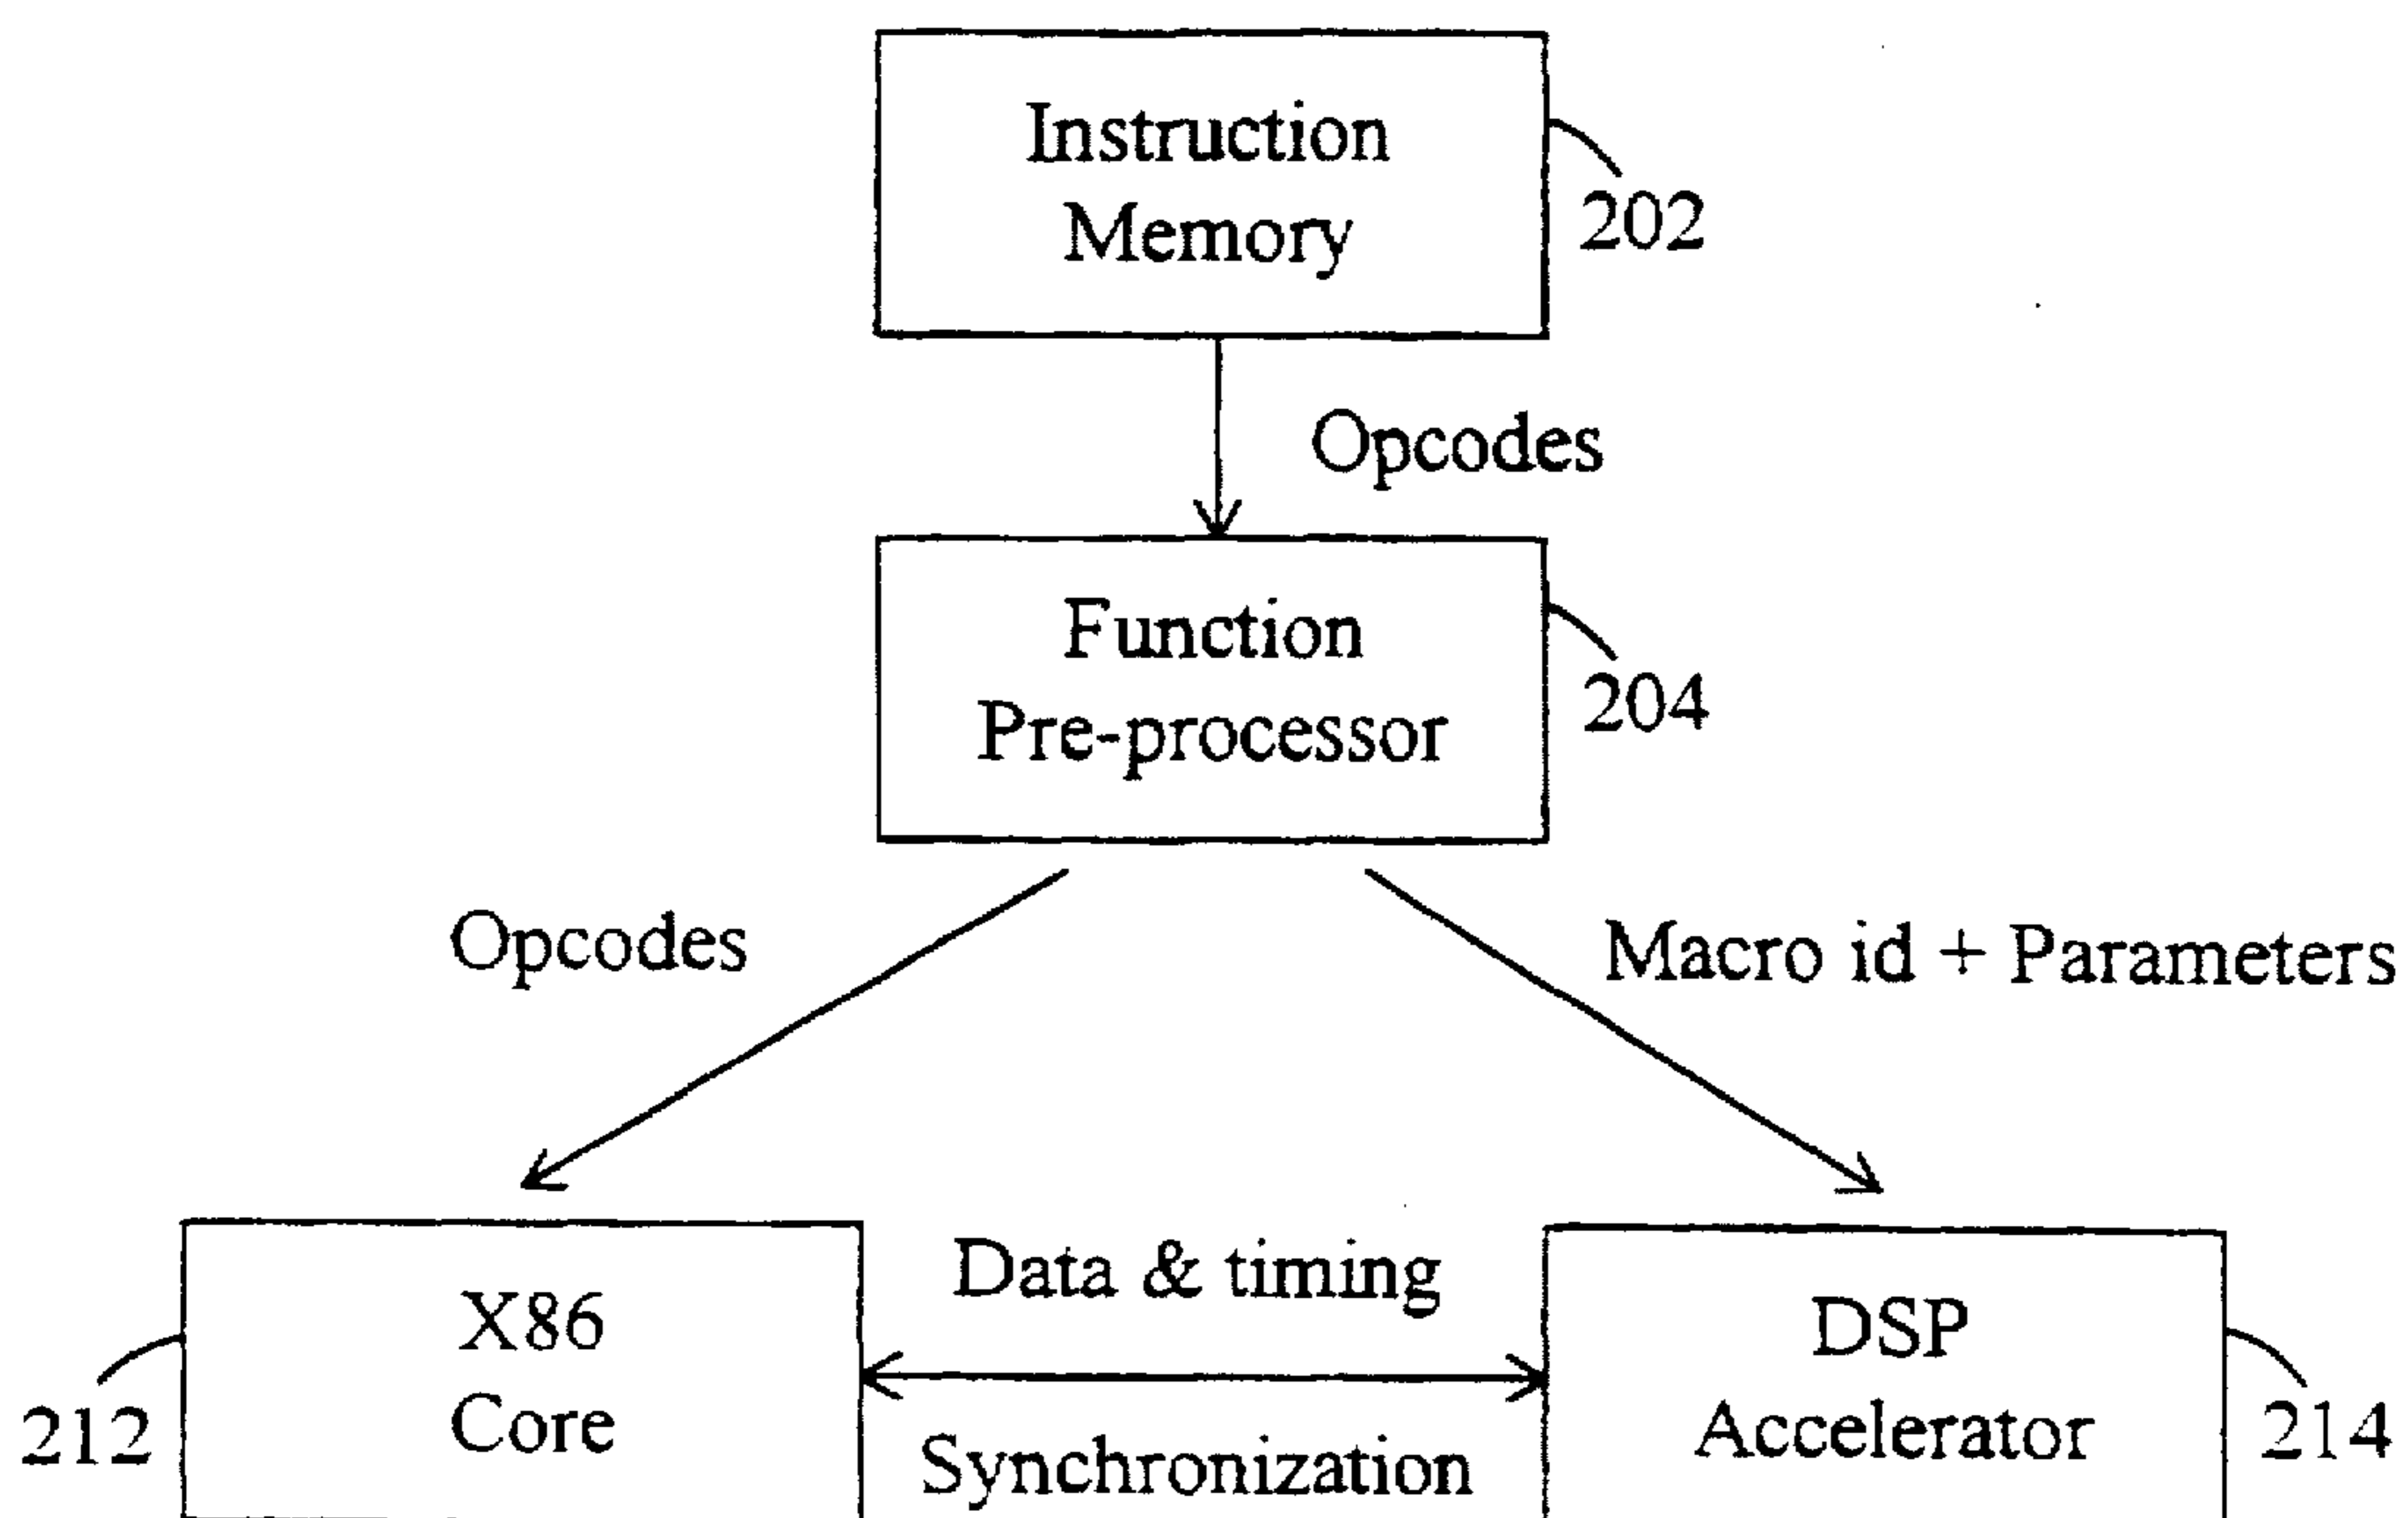 Instruction
Memory
202
Opcodes
Function
Pre-processor
204
Opcodes
Macro id + Parameters
X86
Core
212
Data & timing
Synchronization
DSP
Accelerator
214